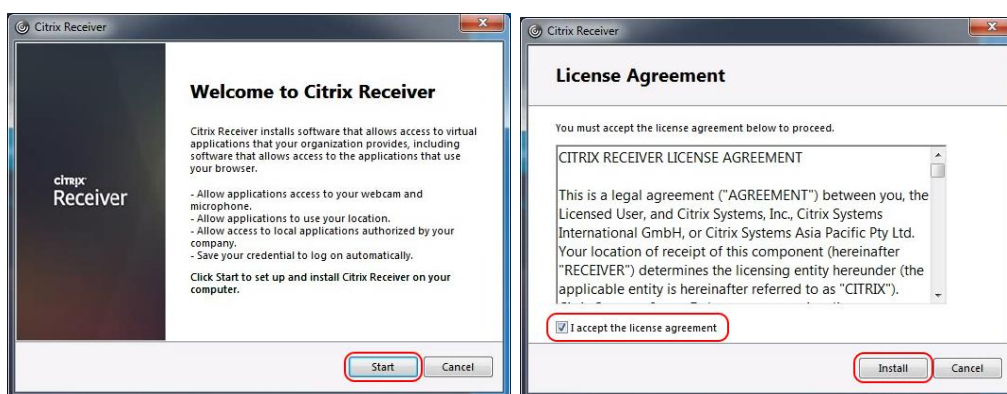 Citrix Receiver
Welcome to Citrix Receiver
Citrix Receiver installs software that allows access to virtual
applications that your organization provides, including
software that allows access to the applications that use
your browser.
- Allow applications access to your webcam and
microphone.
- Allow applications to use your location.
- Allow access to local applications authorized by your
company.
- Save your credential to log on automatically.
Click Start to set up and install Citrix Receiver on your
computer.
CITRIX
Receiver
Start
Cancel
Citrix Receiver
License Agreement
You must accept the license agreement below to proceed.
CITRIX RECEIVER LICENSE AGREEMENT
This is a legal agreement ("AGREEMENT") between you, the
Licensed User, and Citrix Systems, Inc., Citrix Systems
International GmbH, or Citrix Systems Asia Pacific Pty Ltd.
Your location of receipt of this component (hereinafter
"RECEIVER") determines the licensing entity hereunder (the
applicable entity is hereinafter referred to as "CITRIX").
I accept the license agreement
Install
Cancel